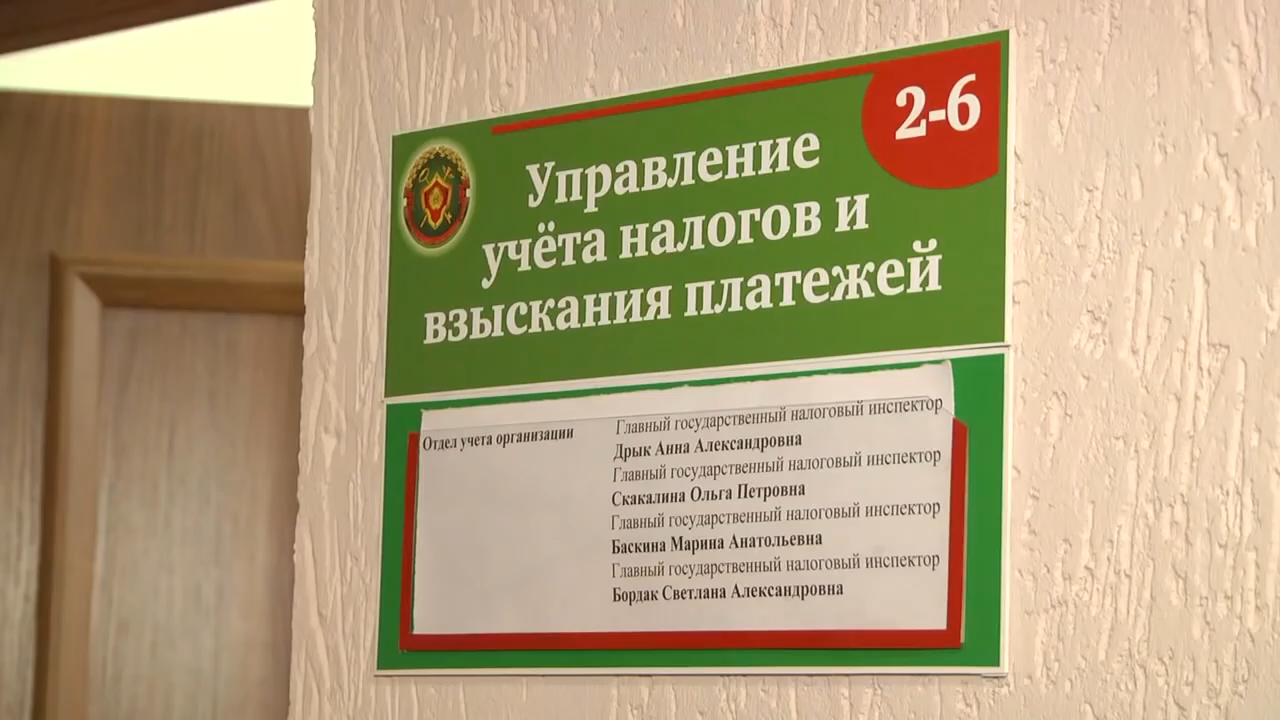 2-6
Управление
учёта налогов и
взыскания платежей
Отдел учета организации
Главный государственный налоговый инспектор
Дрык Анна Александровна
Главный государственный налоговый инспектор
Скакалина Ольга Петровна
Главный государственный налоговый инспектор
Баскина Марина Анатольевна
Главный государственный налоговый инспектор
Бордак Светлана Александровна